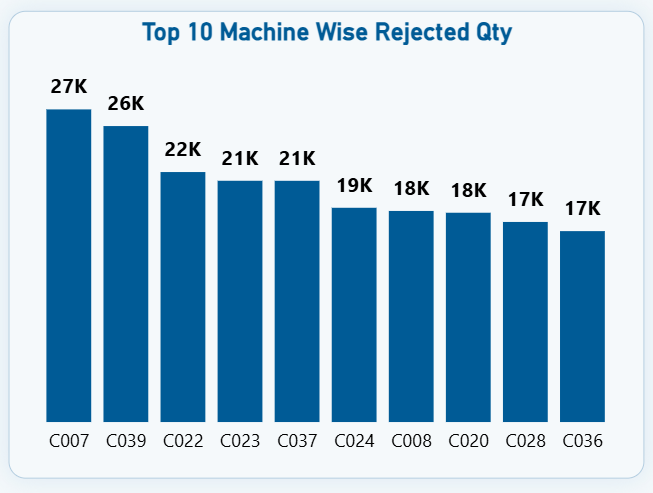 Top 10 Machine Wise Rejected Qty
27K
26K
22K
21K
21K
19K
18K
18K
17K
17K
C007 C039 C022 C023 C037 C024 C008 C020 C028 C036